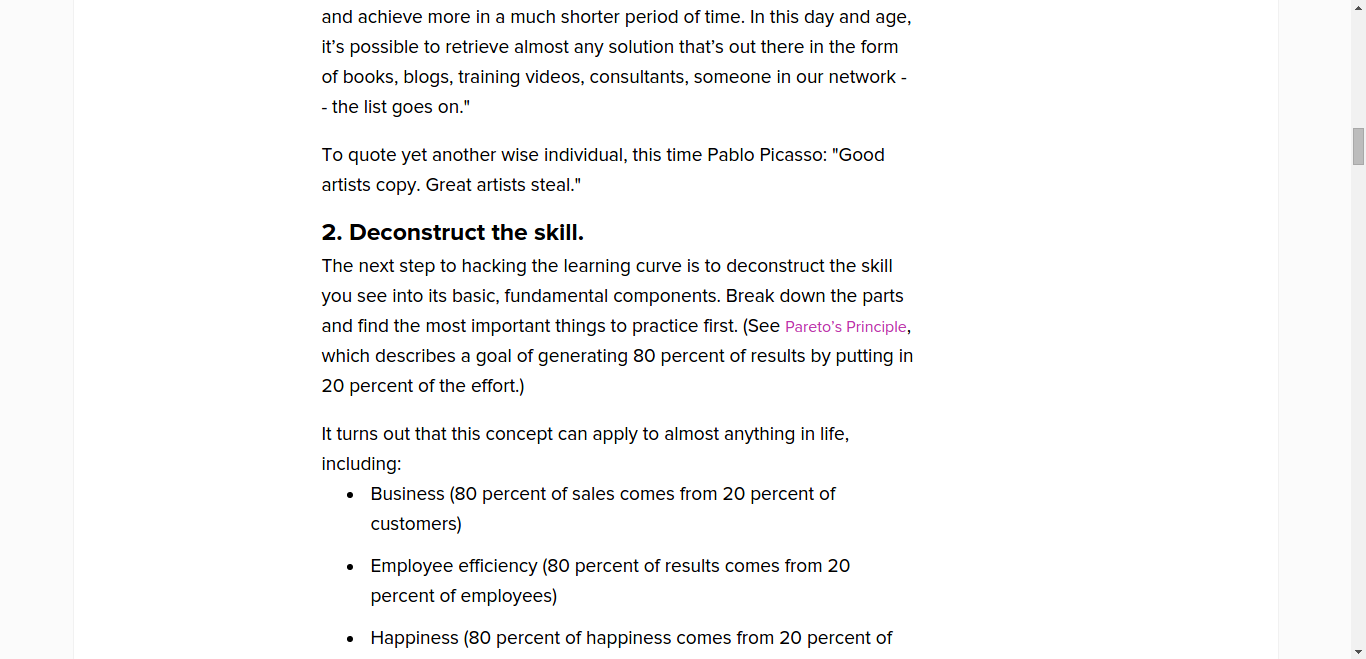 and achieve more in a much shorter period of time. In this day and age,
it’s possible to retrieve almost any solution that’s out there in the form
of books, blogs, training videos, consultants, someone in our network -
- the list goes on."
To quote yet another wise individual, this time Pablo Picasso: "Good
artists copy. Great artists steal."
2. Deconstruct the skill.
The next step to hacking the learning curve is to deconstruct the skill
you see into its basic, fundamental components. Break down the parts
and find the most important things to practice first. (See Pareto’s Principle,
which describes a goal of generating 80 percent of results by putting in
20 percent of the effort.)
It turns out that this concept can apply to almost anything in life,
including:
• Business (80 percent of sales comes from 20 percent of
customers)
• Employee efficiency (80 percent of results comes from 20
percent of employees)
• Happiness (80 percent of happiness comes from 20 percent of